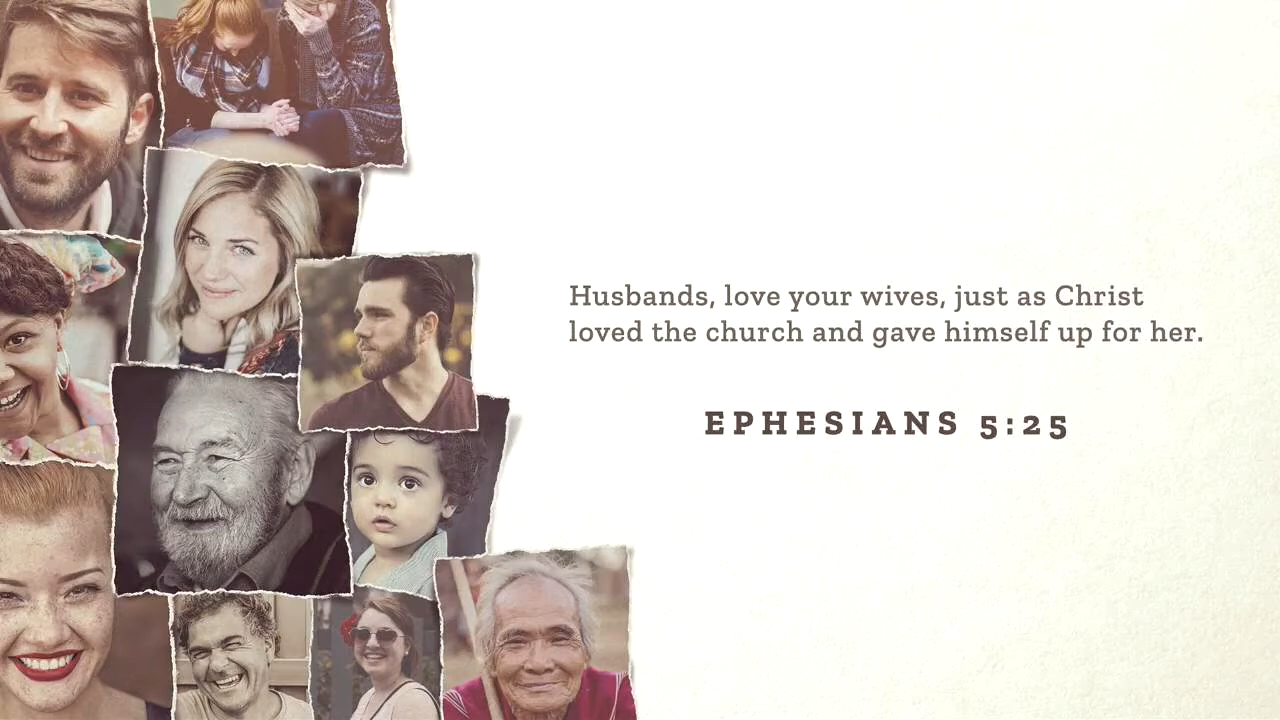 Husbands, love your wives, just as Christ
loved the church and gave himself up for her.
EPHESIANS 5:25